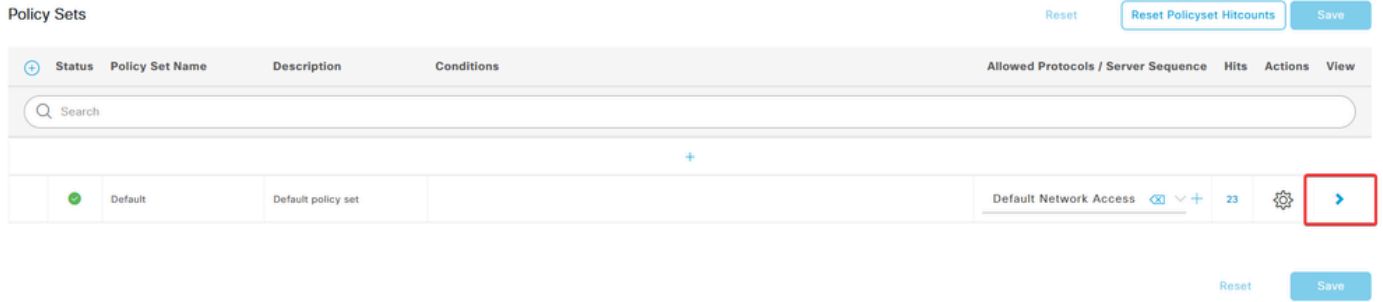 Policy Sets
Reset Reset Policyset Hitcounts Save
Status Policy Set Name Description Conditions Allowed Protocols / Server Sequence Hits Actions View
Search
+
Default Default policy set Default Network Access + 23
Reset Save